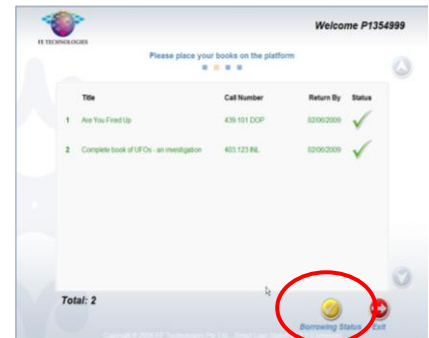 Welcome P1354999
FE TECHNOLOGIES
Please place your books on the platform
Title Call Number Return By Status
1 Are You Fired Up 439.101 DOP 02/06/2009
2 Complete book of UFOs - an investigation 403.123 INL 02/06/2009
Total: 2
Borrowing Status Exit